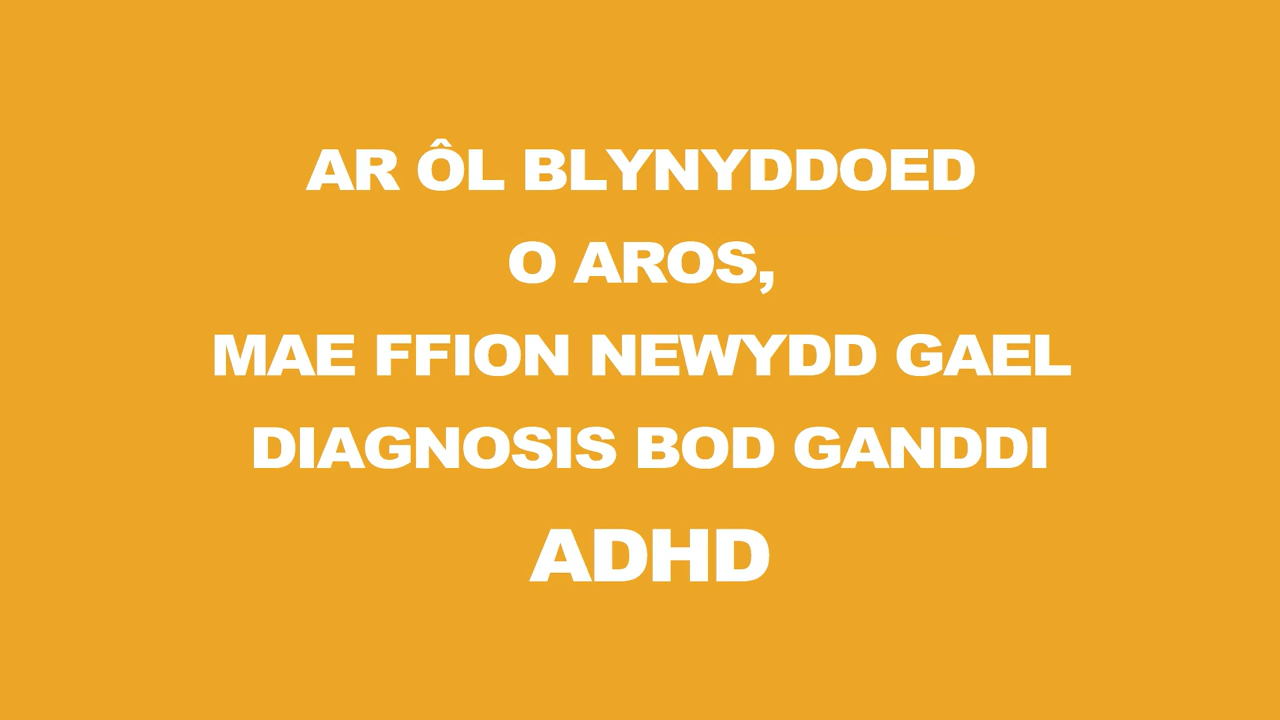 AR ÔL BLYNYDDOED
O AROS,
MAE FFION NEWYDD GAEL
DIAGNOSIS BOD GANDDI
ADHD